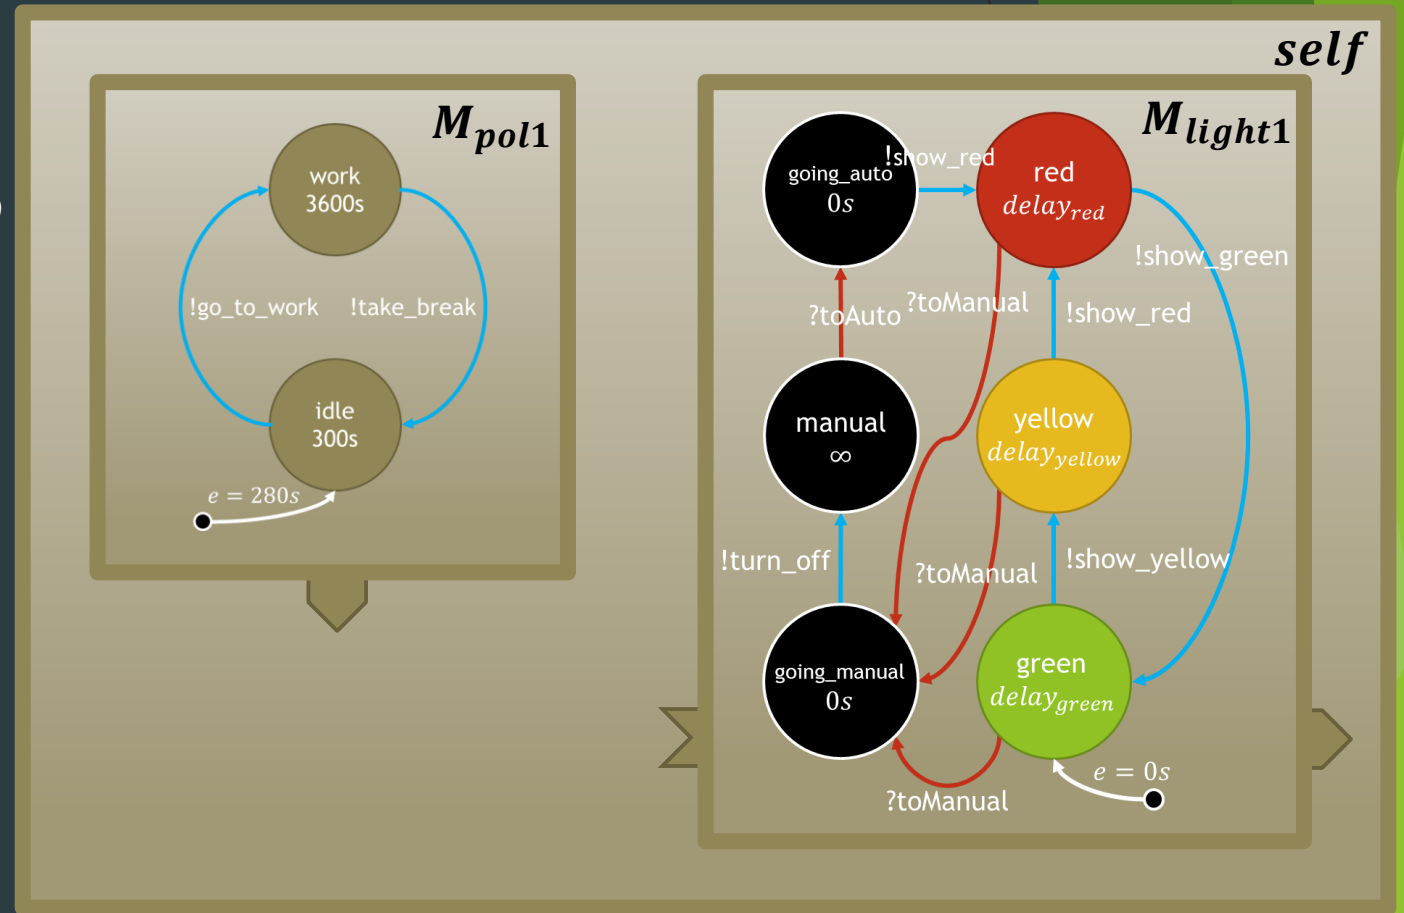 self
M_pol1
work
3600s
!go_to_work
!take_break
idle
300s
e = 280s
M_light1
going_auto
0s
!show_red
red
delay_red
!show_green
?toAuto
?toManual
!show_red
manual
∞
yellow
delay_yellow
!turn_off
?toManual
!show_yellow
going_manual
0s
green
delay_green
?toManual
e = 0s